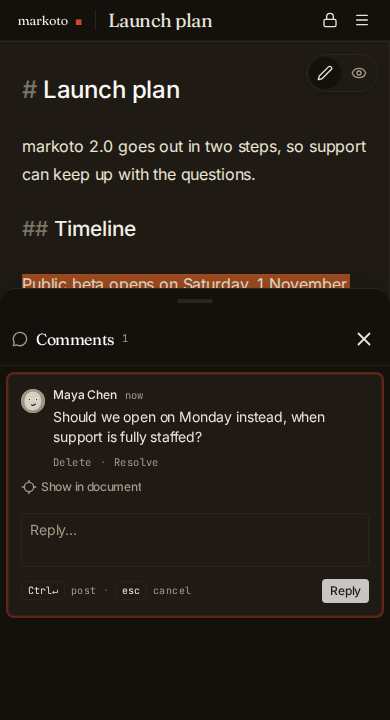 markoto
Launch plan
# Launch plan
markoto 2.0 goes out in two steps, so support
can keep up with the questions.
## Timeline
Public beta opens on Saturday, 1 November,
Comments 1
Maya Chen now
Should we open on Monday instead, when
support is fully staffed?
Delete · Resolve
Show in document
Reply...
Ctrl↵ post · esc cancel
Reply